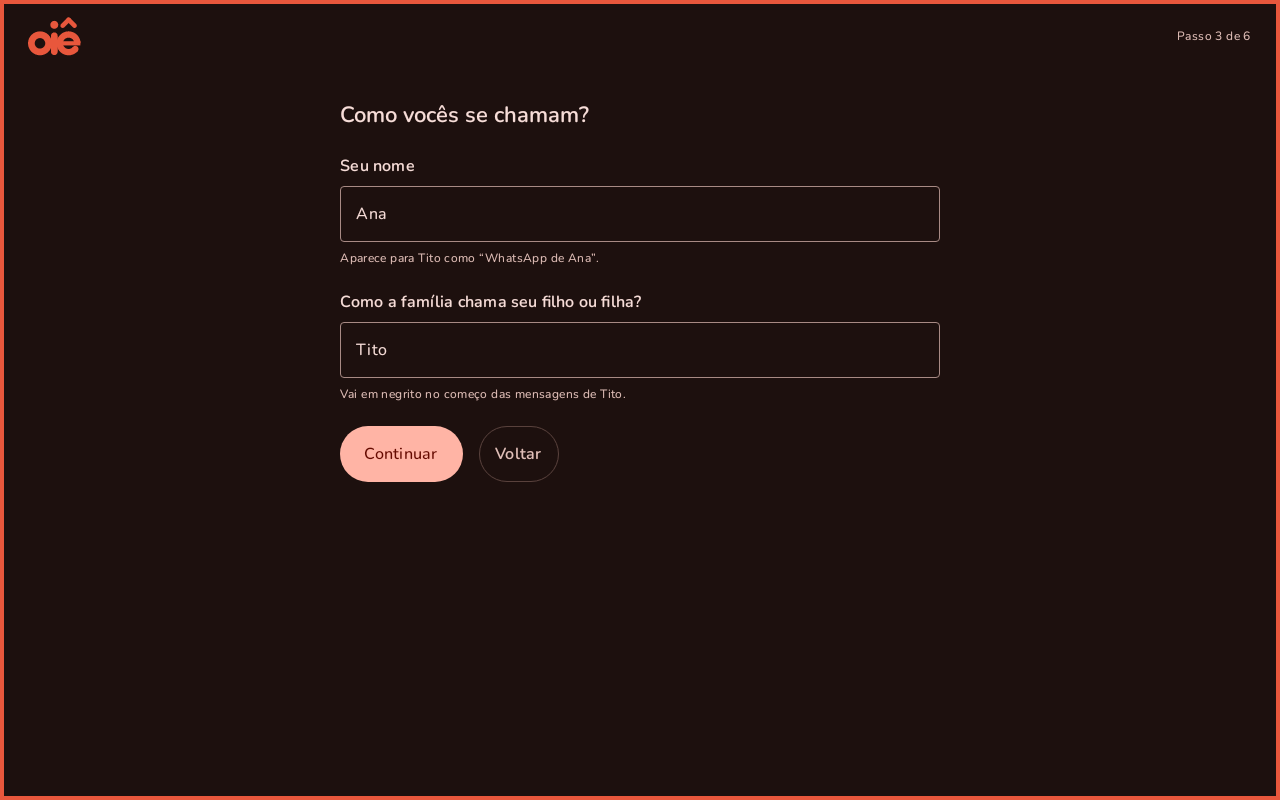 oiê
Passo 3 de 6
Como vocês se chamam?
Seu nome
Ana
Aparece para Tito como “WhatsApp de Ana”.
Como a família chama seu filho ou filha?
Tito
Vai em negrito no começo das mensagens de Tito.
Continuar
Voltar